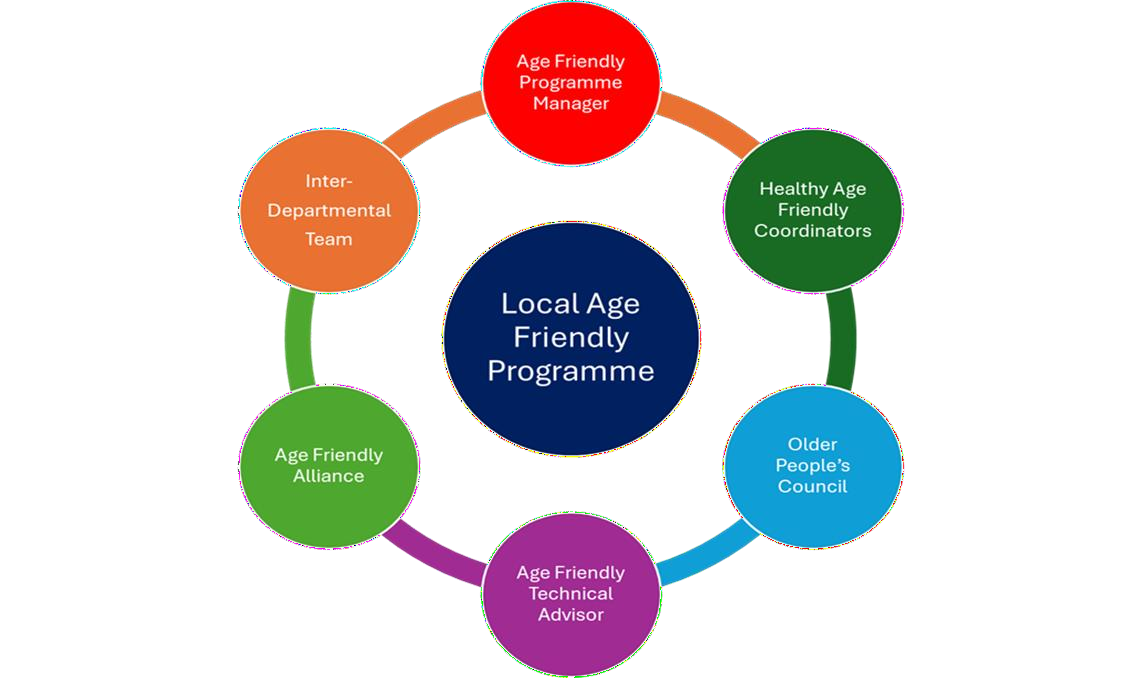 Age Friendly
Programme
Manager
Inter-
Departmental
Team
Healthy Age
Friendly
Coordinators
Local Age
Friendly
Programme
Age Friendly
Alliance
Older
People’s
Council
Age Friendly
Technical
Advisor